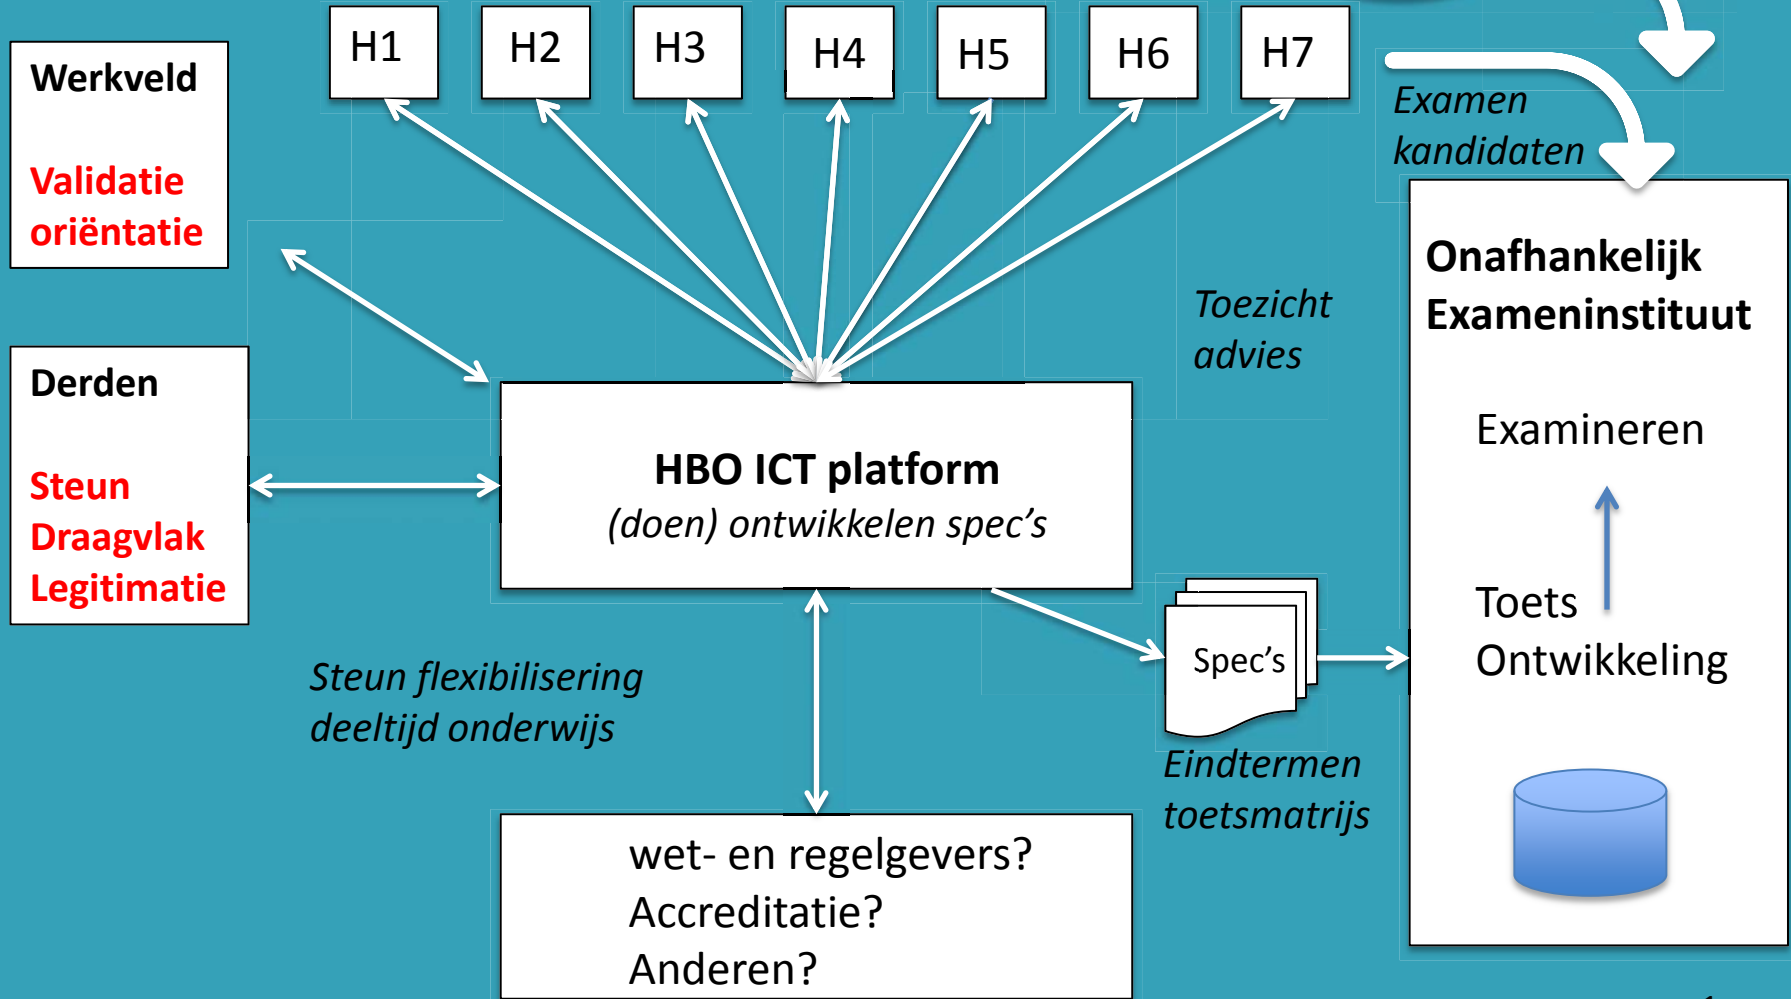 H1
H2
H3
H4
H5
H6
H7
Werkveld
Validatie
oriëntatie
Examen
kandidaten
Derden
Steun
Draagvlak
Legitimatie
Toezicht
advies
HBO ICT platform
(doen) ontwikkelen spec’s
Onafhankelijk
Exameninstituut
Examineren
Toets
Ontwikkeling
Steun flexibilisering
deeltijd onderwijs
Spec’s
Eindtermen
toetsmatrijs
wet- en regelgevers?
Accreditatie?
Anderen?